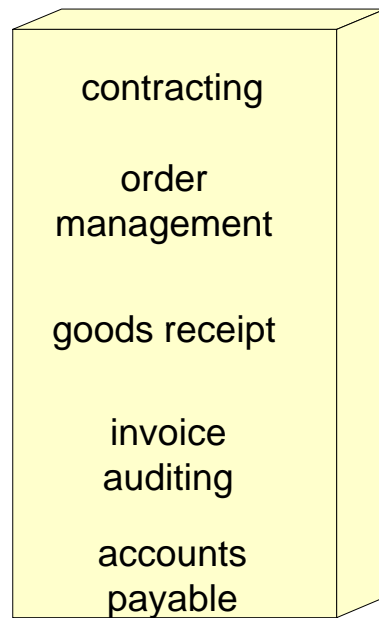 contracting
order
management
goods receipt
invoice
auditing
accounts
payable